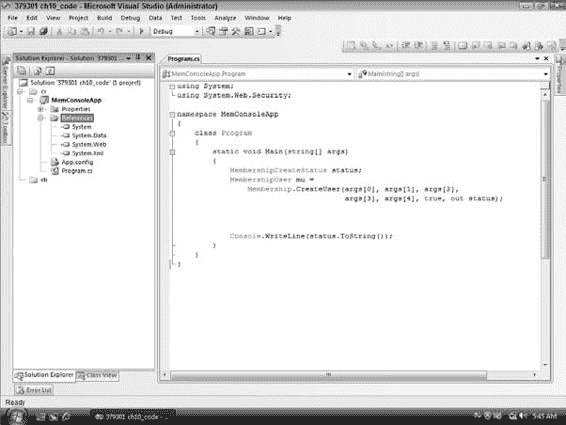 379301 ch10_code - Microsoft Visual Studio (Administrator)
File Edit View Project Build Debug Data Test Tools Analyze Window Help
Debug
Solution Explorer - Solution '379301 ...
Solution '379301 ch10_code' (1 project)
cs
MemConsoleApp
Properties
References
System
System.Data
System.Web
System.Xml
App.config
Program.cs
vb
Solution Explorer Class View
Error List
Server Explorer
Toolbox
Program.cs
MemConsoleApp.Program Main(string[] args)
using System;
using System.Web.Security;
namespace MemConsoleApp
{
class Program
{
static void Main(string[] args)
{
MembershipCreateStatus status;
MembershipUser mu =
Membership.CreateUser(args[0], args[1], args[2],
args[3], args[4], true, out status);
Console.WriteLine(status.ToString());
}
}
}
Properties
Ready
379301 ch10_code - ...
5:45 AM